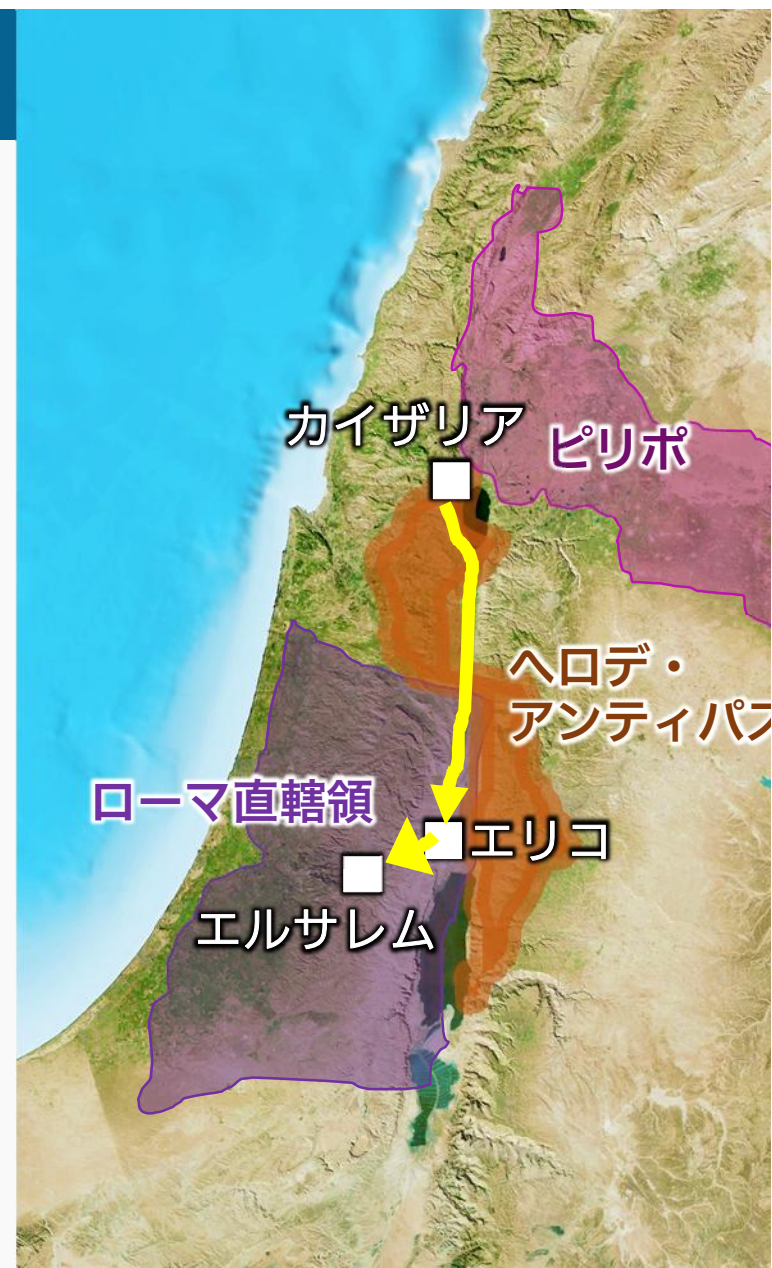 カイザリア
ピリポ
ヘロデ・
アンティパス
ローマ直轄領
エリコ
エルサレム